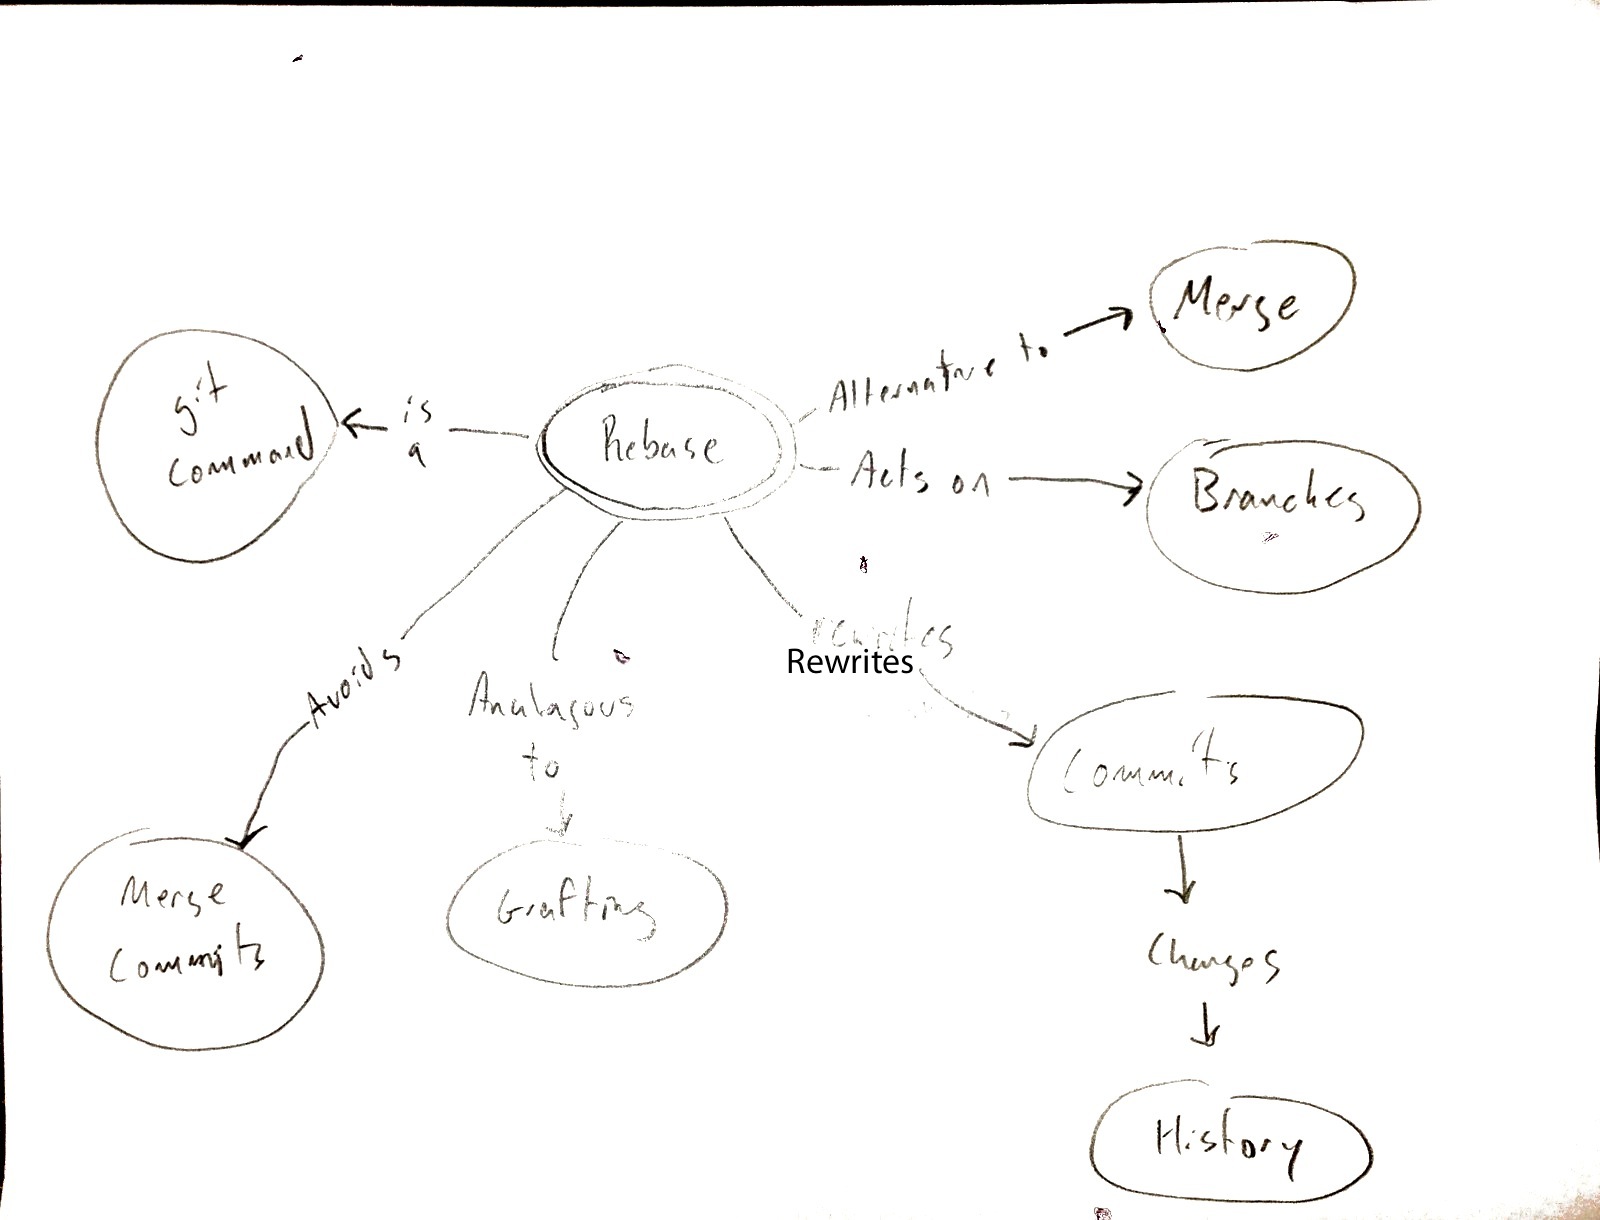 Merge
Alternative to
git
command
is
a
Rebase
Acts on
Branches
rewrites
Rewrites
Avoids
Analagous
to
Commits
Merge
Commits
Grafting
Changes
History